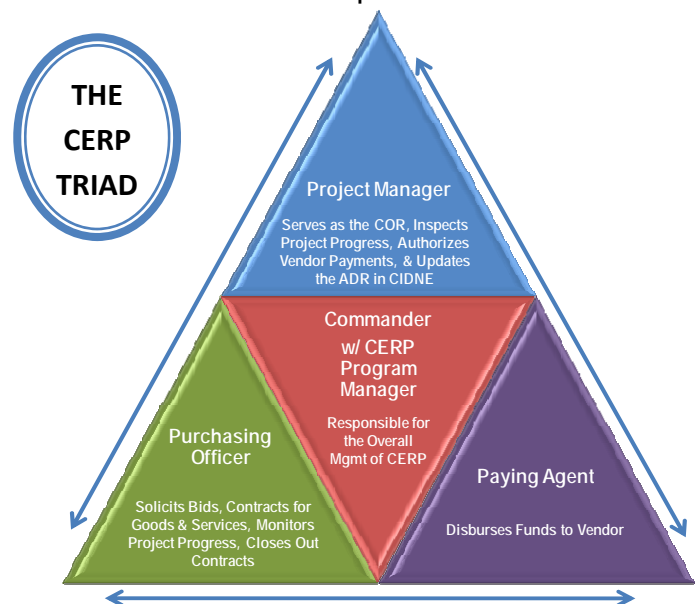 THE
CERP
TRIAD
Project Manager
Serves as the COR, Inspects
Project Progress, Authorizes
Vendor Payments, & Updates
the ADR in CIDNE
Commander
w/ CERP
Program
Manager
Responsible for
the Overall
Mgmt of CERP
Purchasing
Officer
Solicits Bids, Contracts for
Goods & Services, Monitors
Project Progress, Closes Out
Contracts
Paying Agent
Disburses Funds to Vendor